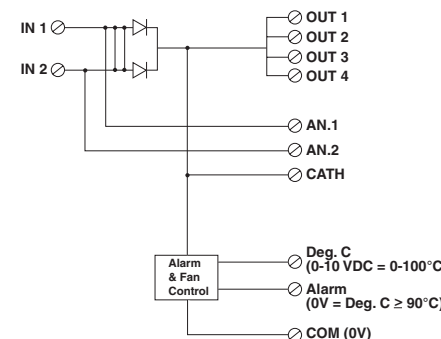 IN 1
IN 2
OUT 1
OUT 2
OUT 3
OUT 4
AN.1
AN.2
CATH
Alarm
& Fan
Control
Deg. C
(0-10 VDC = 0-100°C
Alarm
(0V = Deg. C ≥ 90°C)
COM (0V)